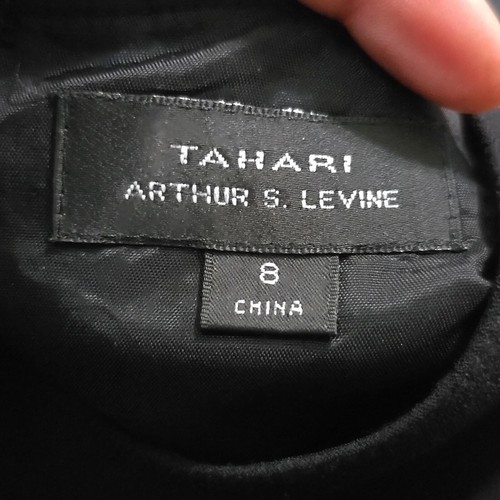 TAHARI
ARTHUR S. LEVINE
8
CHINA